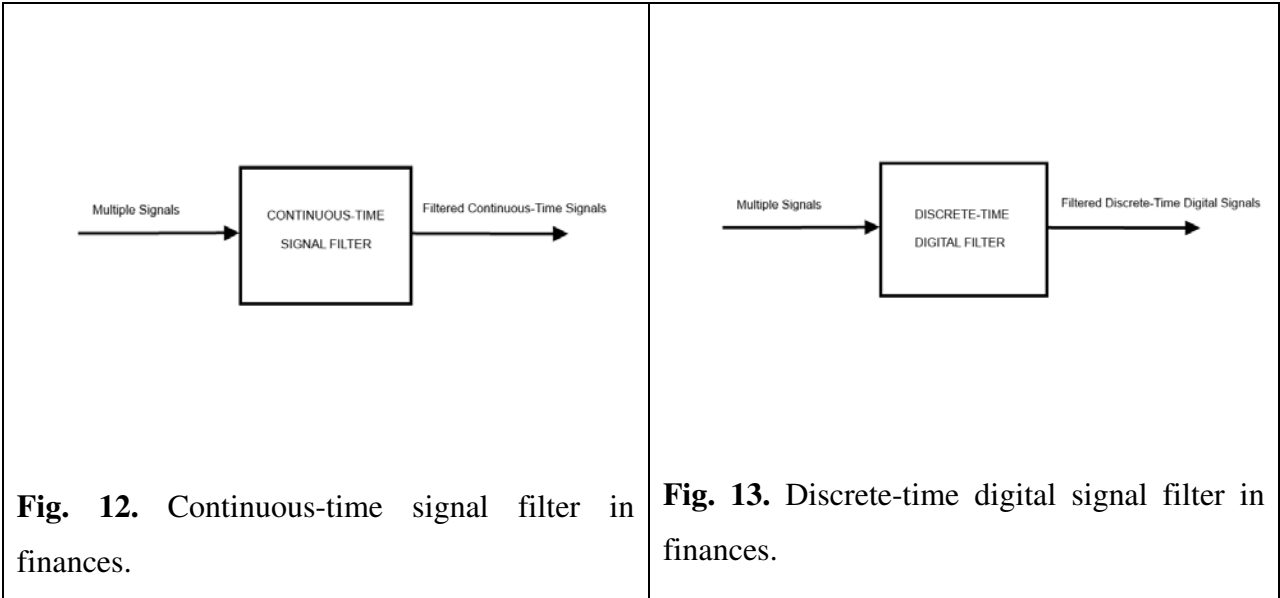 Multiple Signals
CONTINUOUS-TIME
SIGNAL FILTER
Filtered Continuous-Time Signals
Fig. 12. Continuous-time signal filter in
finances.
Multiple Signals
DISCRETE-TIME
DIGITAL FILTER
Filtered Discrete-Time Digital Signals
Fig. 13. Discrete-time digital signal filter in
finances.